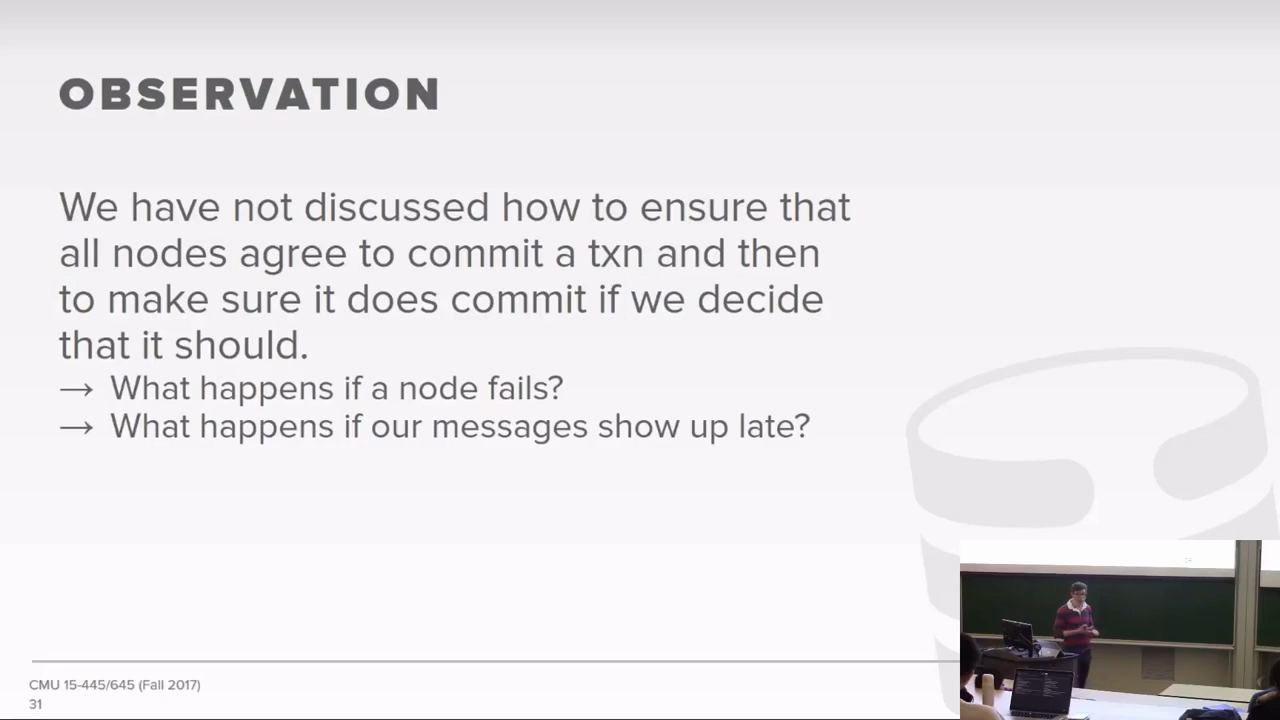 OBSERVATION
We have not discussed how to ensure that
all nodes agree to commit a txn and then
to make sure it does commit if we decide
that it should.
→ What happens if a node fails?
→ What happens if our messages show up late?
CMU 15-445/645 (Fall 2017)
31